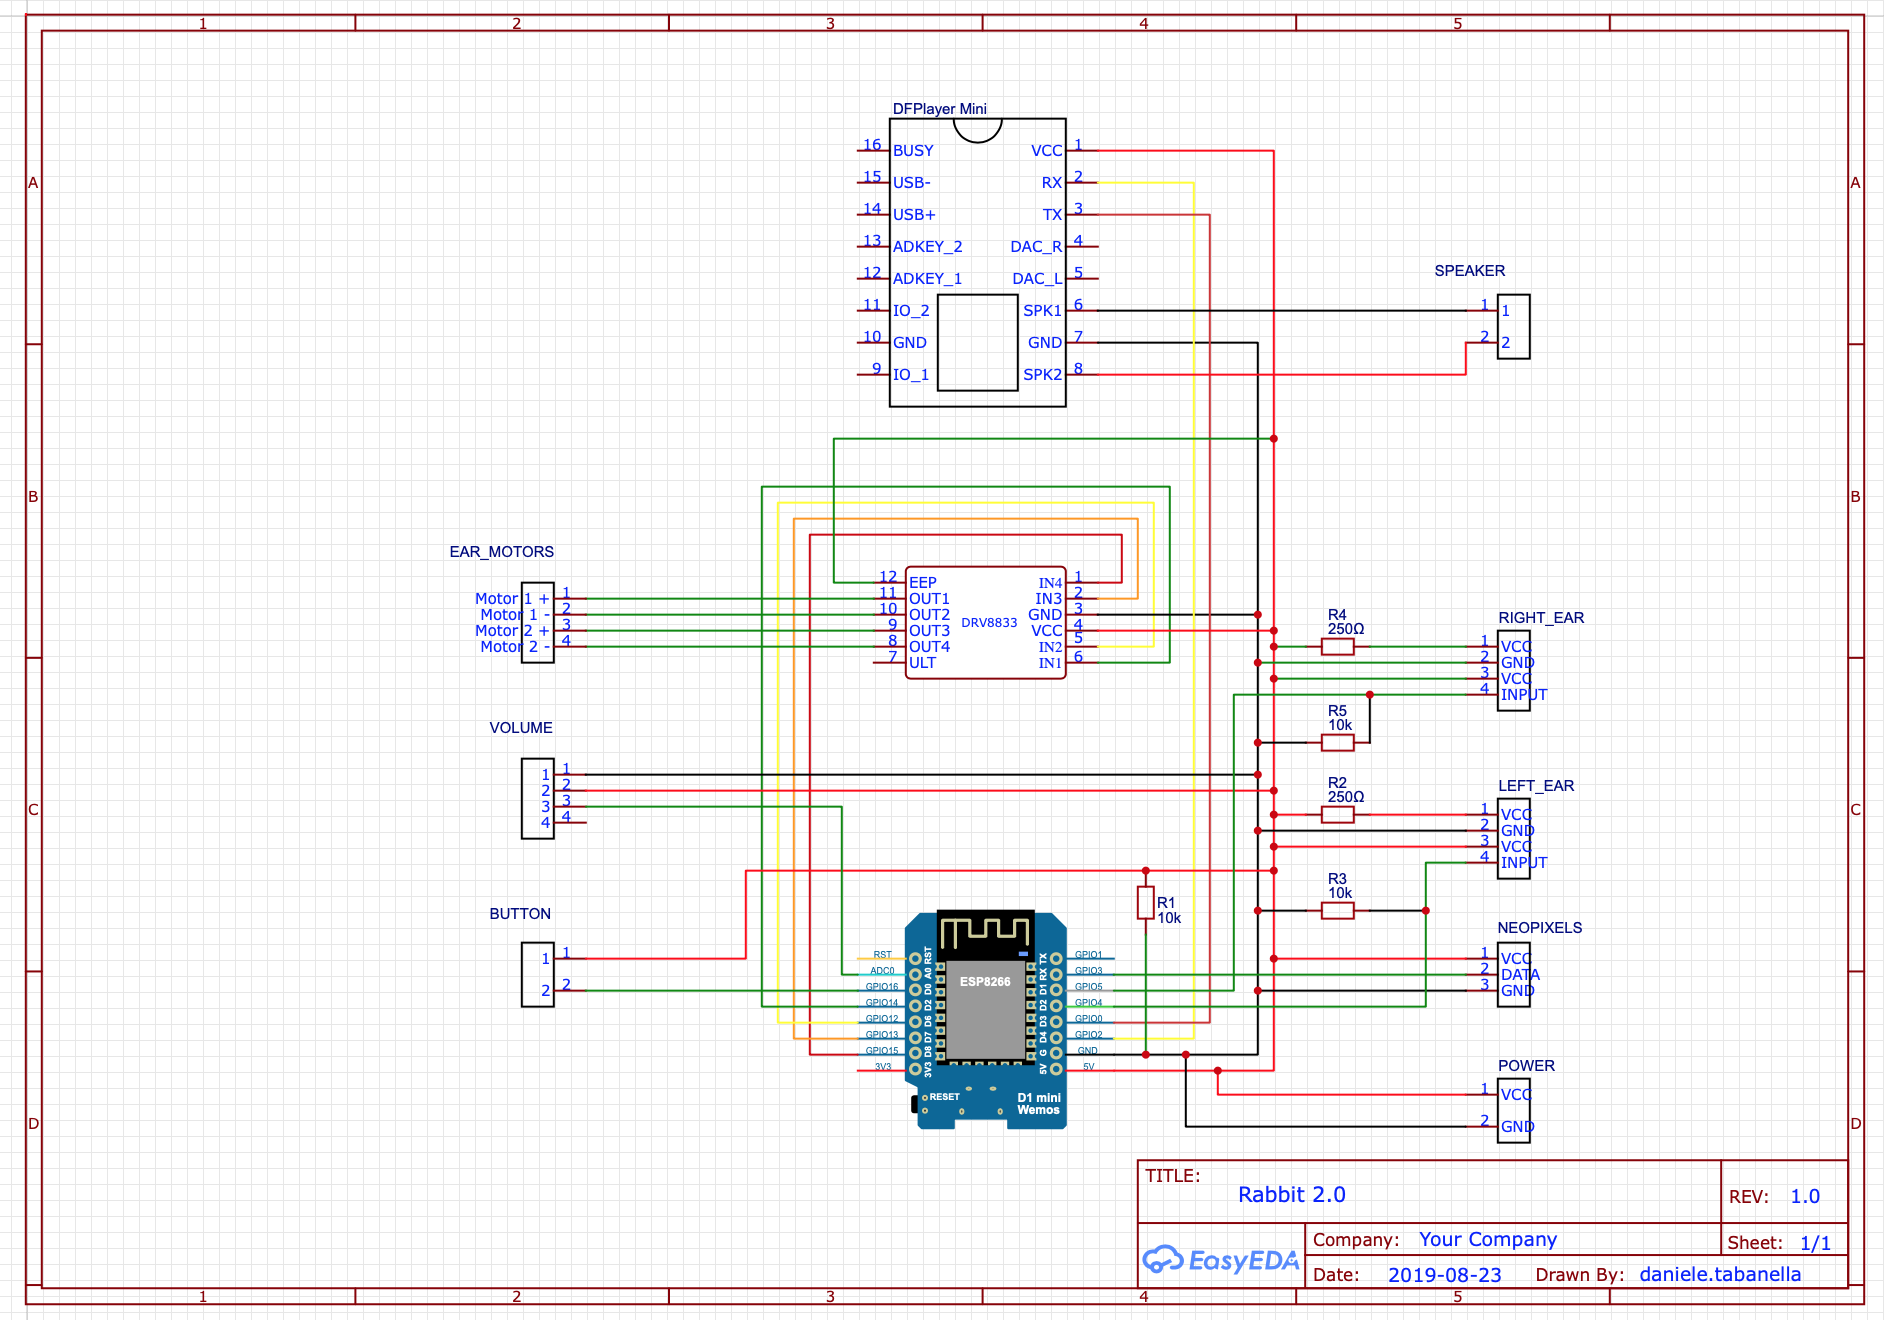 1 2 3 4 5
A A
B B
C C
D D
DFPlayer Mini
16 BUSY VCC 1
15 USB- RX 2
14 USB+ TX 3
13 ADKEY_2 DAC_R 4
12 ADKEY_1 DAC_L 5
11 IO_2 SPK1 6
10 GND GND 7
9 IO_1 SPK2 8
SPEAKER
1 1
2 2
EAR_MOTORS
Motor 1 + 1
Motor 1 - 2
Motor 2 + 3
Motor 2 - 4
12 EEP IN4 1
11 OUT1 IN3 2
10 OUT2 GND 3
DRV8833
9 OUT3 VCC 4
8 OUT4 IN2 5
7 ULT IN1 6
R4
250Ω
RIGHT_EAR
1 VCC
2 GND
3 VCC
4 INPUT
R5
10k
VOLUME
1 1
2 2
3 3
4 4
R2
250Ω
LEFT_EAR
1 VCC
2 GND
3 VCC
4 INPUT
R3
10k
R1
10k
BUTTON
1 1
2 2
NEOPIXELS
1 VCC
2 DATA
3 GND
ESP8266
RST RST TX GPIO1
ADC0 A0 RX GPIO3
GPIO16 D0 D1 GPIO5
GPIO14 D2 D2 GPIO4
GPIO12 D6 D3 GPIO0
GPIO13 D7 D4 GPIO2
GPIO15 D8 G GND
3V3 3V3 5V 5V
RESET
D1 mini
Wemos
POWER
1 VCC
2 GND
TITLE:
Rabbit 2.0
REV: 1.0
EasyEDA
Company: Your Company
Sheet: 1/1
Date: 2019-08-23 Drawn By: daniele.tabanella
1 2 3 4 5